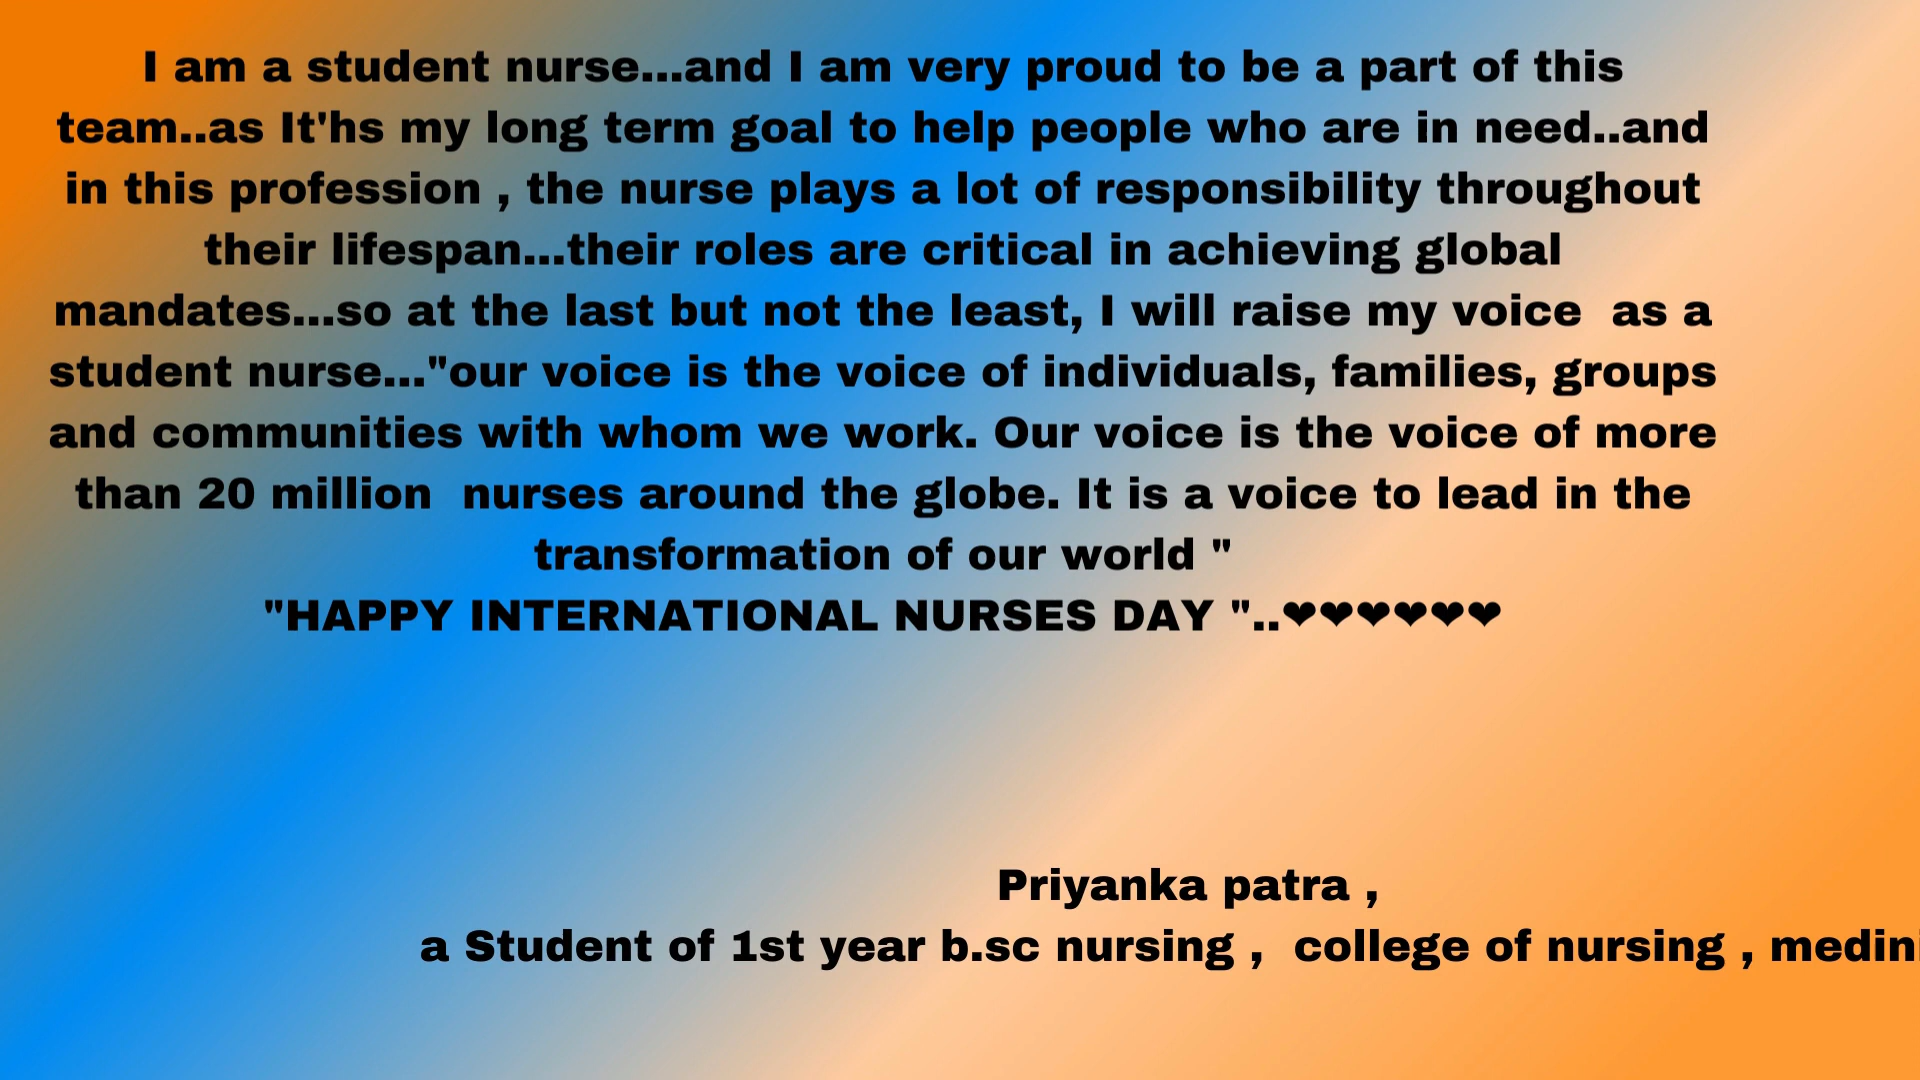 I am a student nurse...and I am very proud to be a part of this
team..as It'hs my long term goal to help people who are in need..and
in this profession , the nurse plays a lot of responsibility throughout
their lifespan...their roles are critical in achieving global
mandates...so at the last but not the least, I will raise my voice  as a
student nurse..."our voice is the voice of individuals, families, groups
and communities with whom we work. Our voice is the voice of more
than 20 million  nurses around the globe. It is a voice to lead in the
transformation of our world "
"HAPPY INTERNATIONAL NURSES DAY "..❤❤❤❤❤❤
Priyanka patra ,
a Student of 1st year b.sc nursing ,  college of nursing ,